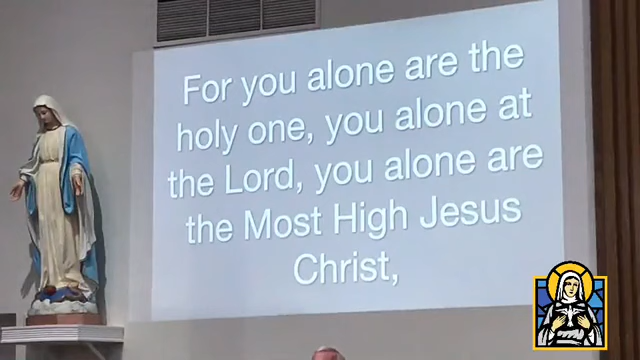 For you alone are the
holy one, you alone at
the Lord, you alone are
the Most High Jesus
Christ,